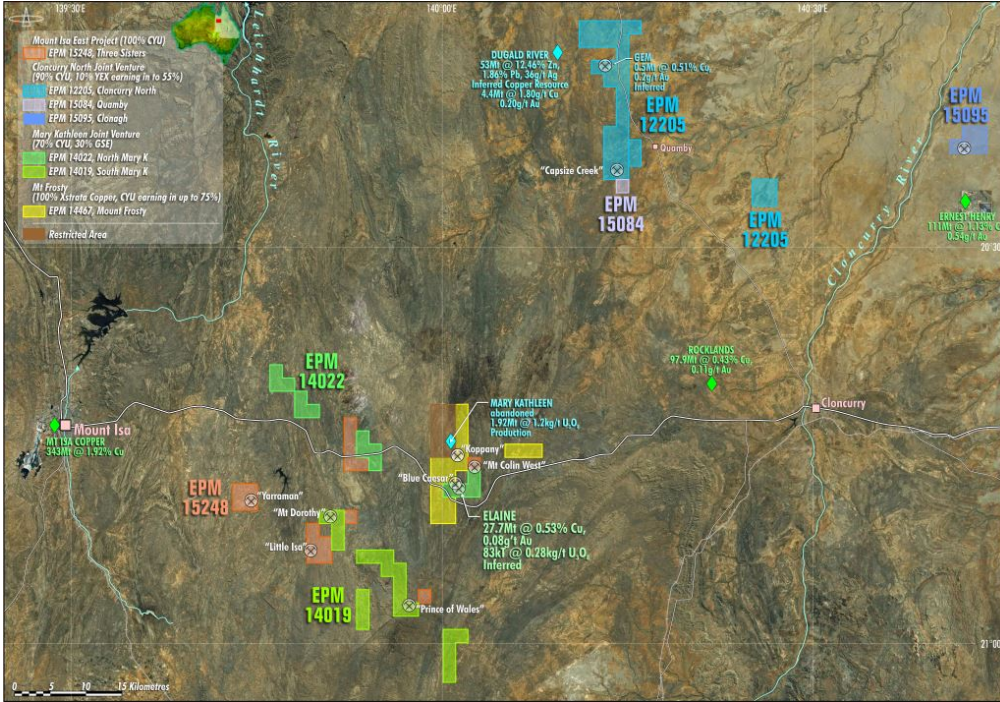 139°30'E
140°00'E
140°30'E
Leichhardt
River
Mount Isa East Project (100% CYU)
EPM 15248, Three Sisters
Cloncurry North Joint Venture
(90% CYU, 10% YEX earning in to 55%)
EPM 12205, Cloncurry North
EPM 15084, Quamby
EPM 15095, Clonagh
Mary Kathleen Joint Venture
(70% CYU, 30% GSE)
EPM 14022, North Mary K
EPM 14019, South Mary K
Mt Frosty
(100% Xstrata Copper, CYU earning in up to 75%)
EPM 14467, Mount Frosty
Restricted Area
DUGALD RIVER
53Mt @ 12.46% Zn,
1.86% Pb, 36g/t Ag
Inferred Copper Resource
4.4Mt @ 1.80g/t Cu
0.20g/t Au
GEM
0.5Mt @ 0.51% Cu,
0.2g/t Au
Inferred
EPM
12205
Quamby
"Capsize Creek"
EPM
15084
EPM
12205
EPM
15095
ERNEST HENRY
111Mt @ 1.13% C
0.54g/t Au
Cloncurry River
20°30
ROCKLANDS
97.9Mt @ 0.43% Cu,
0.11g/t Au
Cloncurry
EPM
14022
MARY KATHLEEN
abandoned
1.92Mt @ 1.2kg/t U₃O₈
Production
Mount Isa
MT ISA COPPER
343Mt @ 1.92% Cu
"Koppany"
"Mt Colin West"
"Blue Caesar"
EPM
15248
"Yarraman"
"Mt Dorothy"
"Little Isa"
ELAINE
27.7Mt @ 0.53% Cu,
0.08g't Au
83kT @ 0.28kg/t U₃O₈
Inferred
EPM
14019
"Prince of Wales"
21°00
0 5 10 15 Kilometres